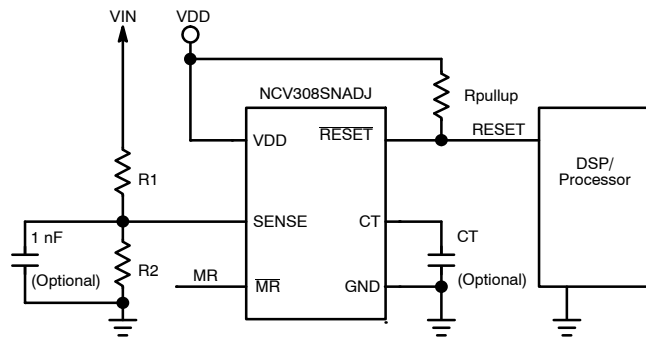 VIN
VDD
NCV308SNADJ
Rpullup
VDD
RESET
RESET
DSP/
Processor
R1
SENSE
CT
1 nF
(Optional)
R2
CT
(Optional)
MR
MR
GND